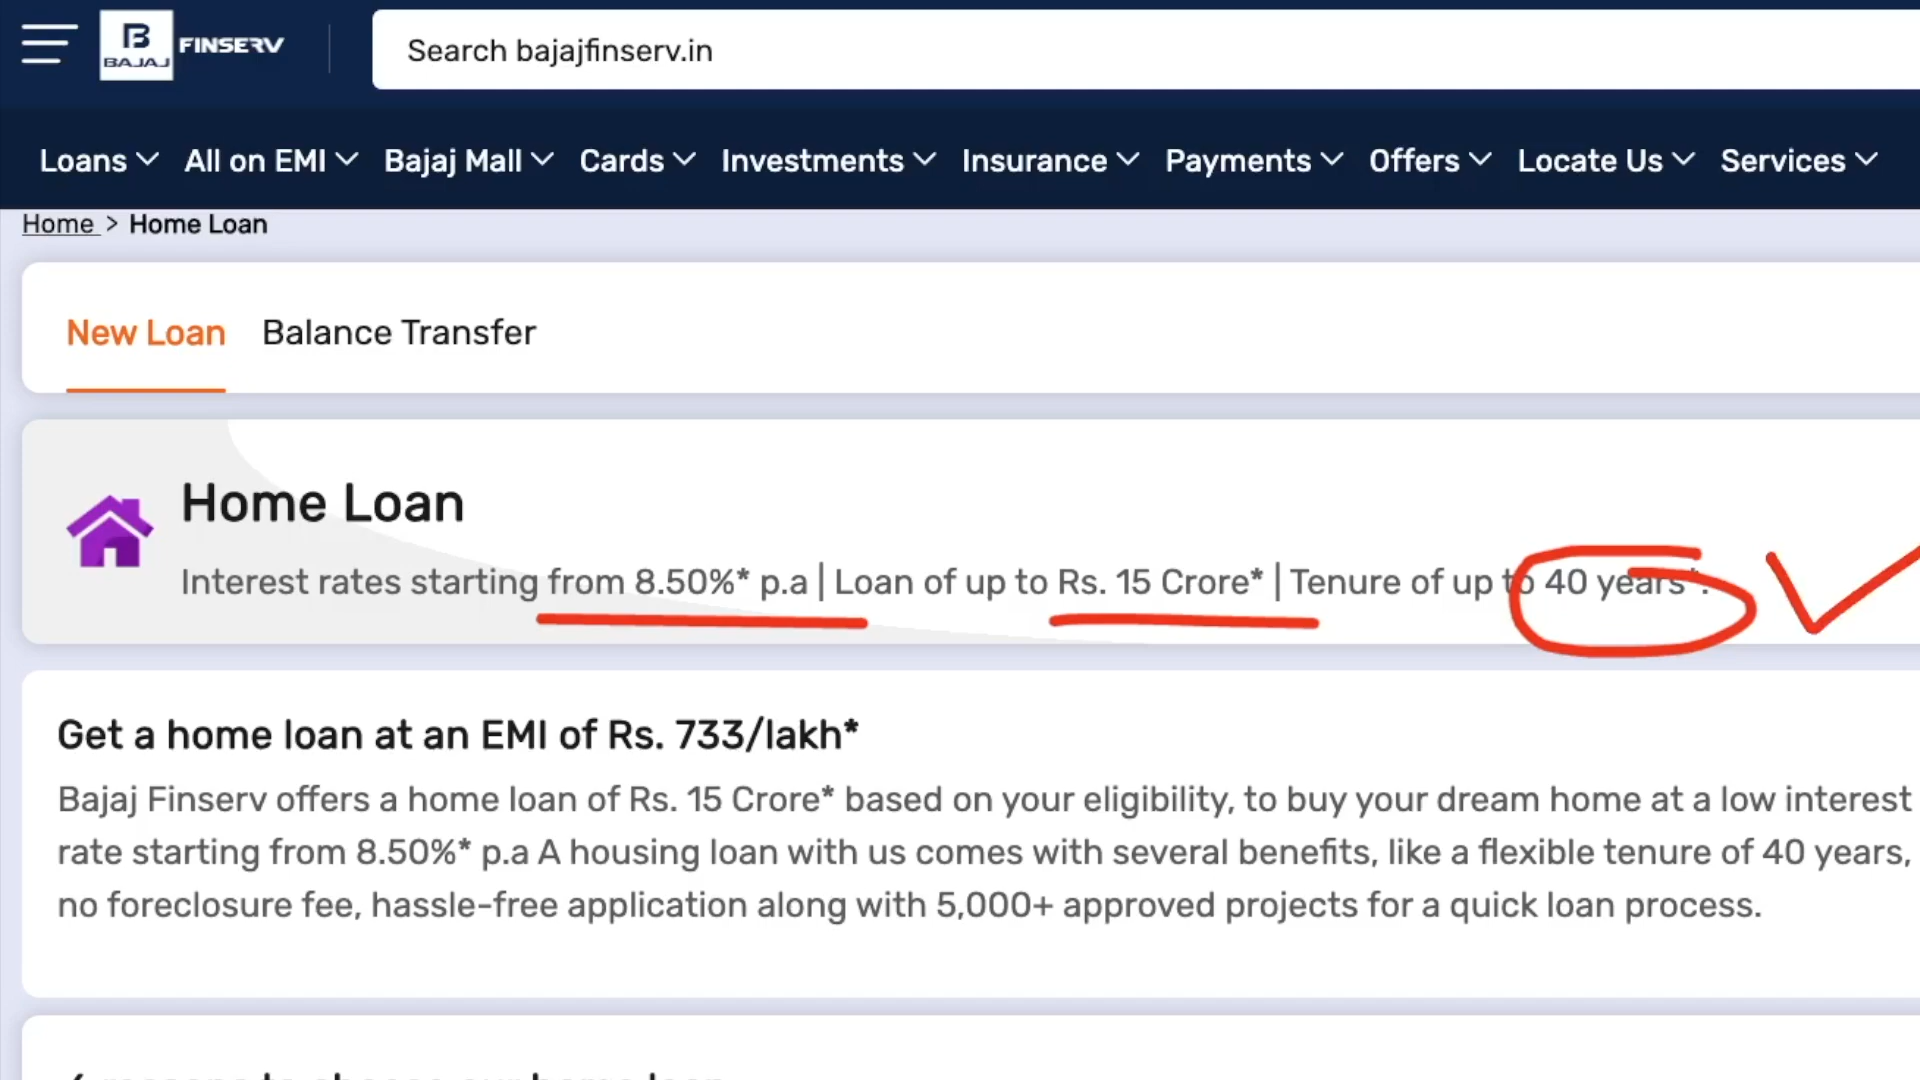 B
BAJAJ
FINSERV
Search bajajfinserv.in
Loans All on EMI Bajaj Mall Cards Investments Insurance Payments Offers Locate Us Services
Home > Home Loan
New Loan Balance Transfer
Home Loan
Interest rates starting from 8.50%* p.a | Loan of up to Rs. 15 Crore* | Tenure of up to 40 years*.
Get a home loan at an EMI of Rs. 733/lakh*
Bajaj Finserv offers a home loan of Rs. 15 Crore* based on your eligibility, to buy your dream home at a low interest
rate starting from 8.50%* p.a A housing loan with us comes with several benefits, like a flexible tenure of 40 years,
no foreclosure fee, hassle-free application along with 5,000+ approved projects for a quick loan process.